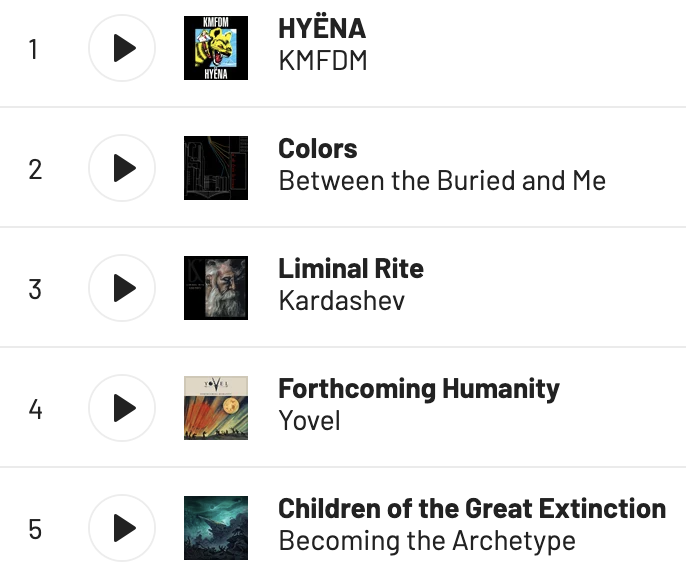 1
KMFDM
HYËNA
HYËNA
KMFDM
2
Colors
Between the Buried and Me
3
Liminal Rite
Kardashev
4
YOVEL
Forthcoming Humanity
Yovel
5
Children of the Great Extinction
Becoming the Archetype